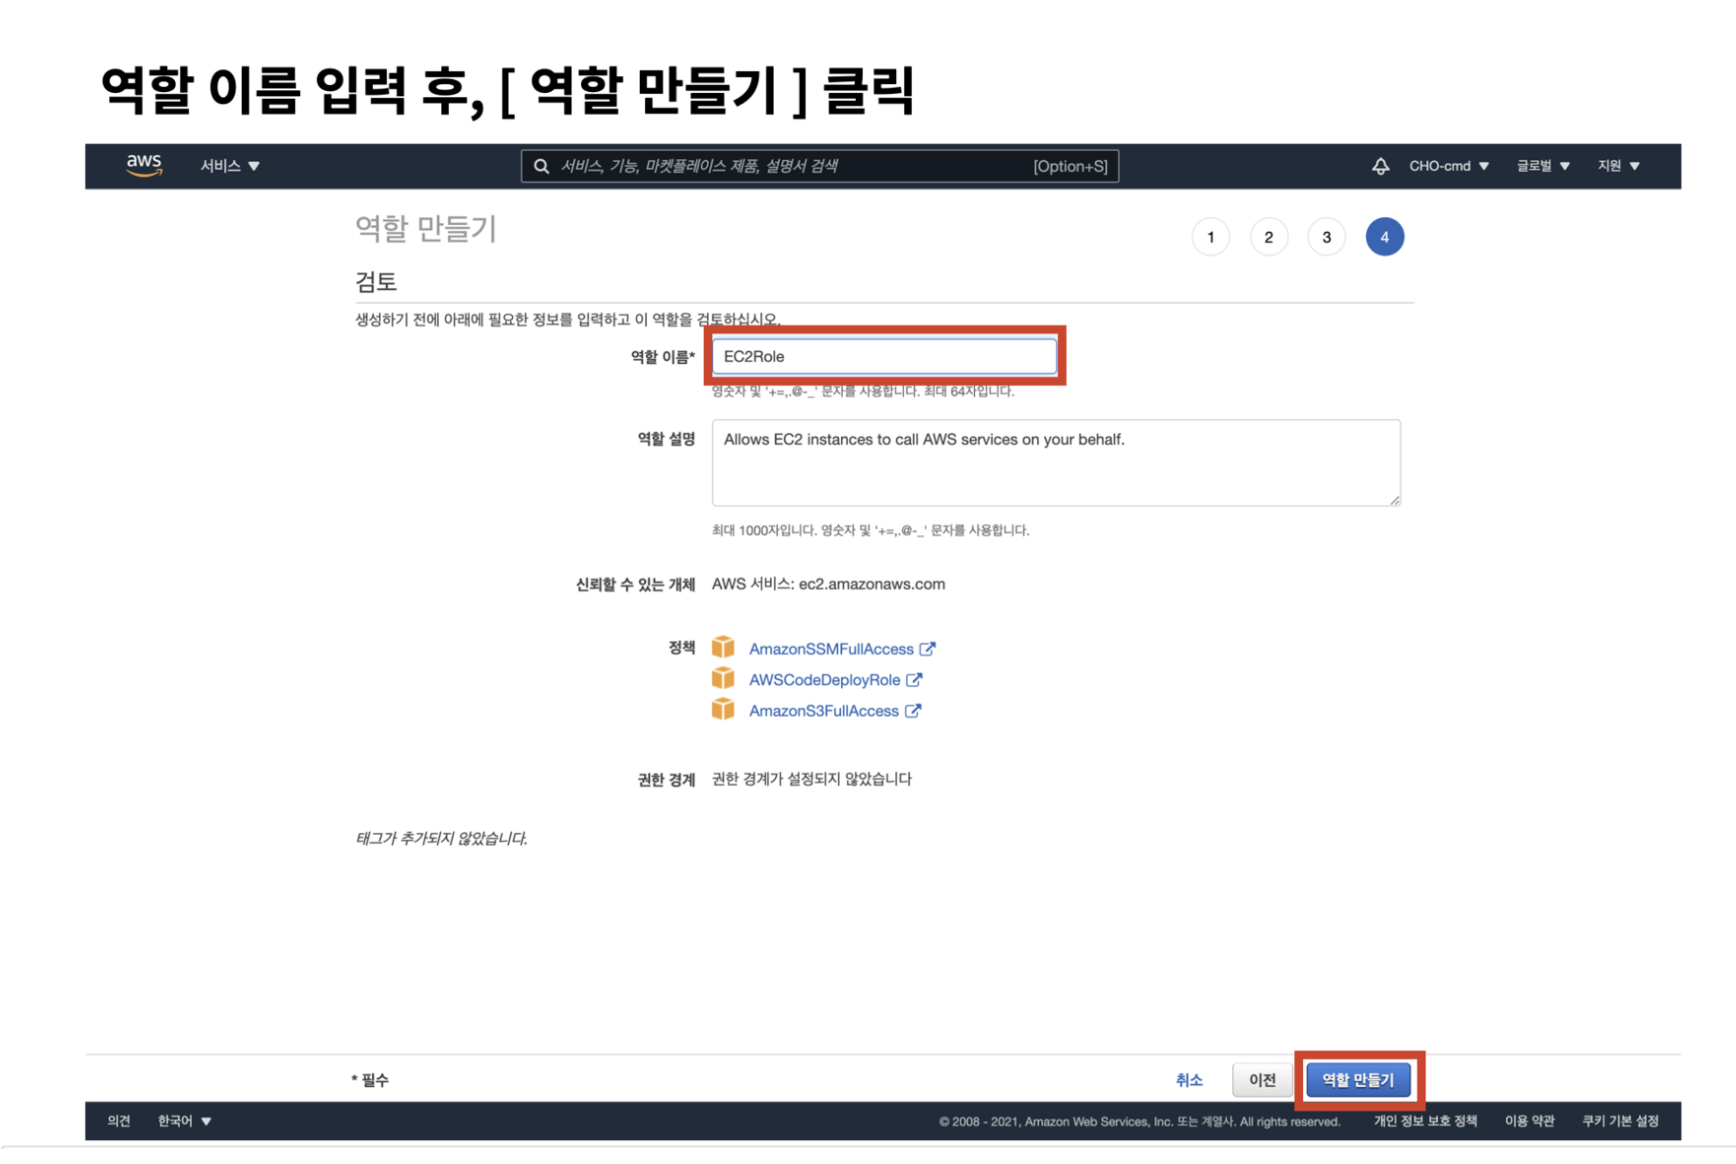 역할 이름 입력 후, [ 역할 만들기 ] 클릭
aws 서비스 ▼ 서비스, 기능, 마켓플레이스 제품, 설명서 검색 [Option+S] CHO-cmd ▼ 글로벌 ▼ 지원 ▼
역할 만들기 1 2 3 4
검토
생성하기 전에 아래에 필요한 정보를 입력하고 이 역할을 검토하십시오.
역할 이름* EC2Role
영숫자 및 '+=,.@-_' 문자를 사용합니다. 최대 64자입니다.
역할 설명 Allows EC2 instances to call AWS services on your behalf.
최대 1000자입니다. 영숫자 및 '+=,.@-_' 문자를 사용합니다.
신뢰할 수 있는 개체 AWS 서비스: ec2.amazonaws.com
정책 AmazonSSMFullAccess
AWSCodeDeployRole
AmazonS3FullAccess
권한 경계 권한 경계가 설정되지 않았습니다
태그가 추가되지 않았습니다.
* 필수 취소 이전 역할 만들기
의견 한국어 ▼ © 2008 - 2021, Amazon Web Services, Inc. 또는 계열사. All rights reserved. 개인 정보 보호 정책 이용 약관 쿠키 기본 설정